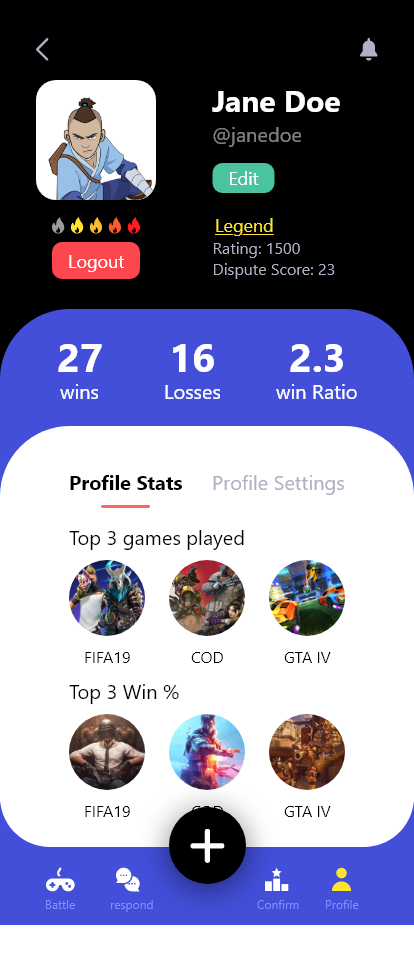 Jane Doe
@janedoe
Edit
Legend
Rating: 1500
Dispute Score: 23
Logout
27
wins
16
Losses
2.3
win Ratio
Profile Stats
Profile Settings
Top 3 games played
FIFA19
COD
GTA IV
Top 3 Win %
FIFA19
COD
GTA IV
Battle
respond
Confirm
Profile